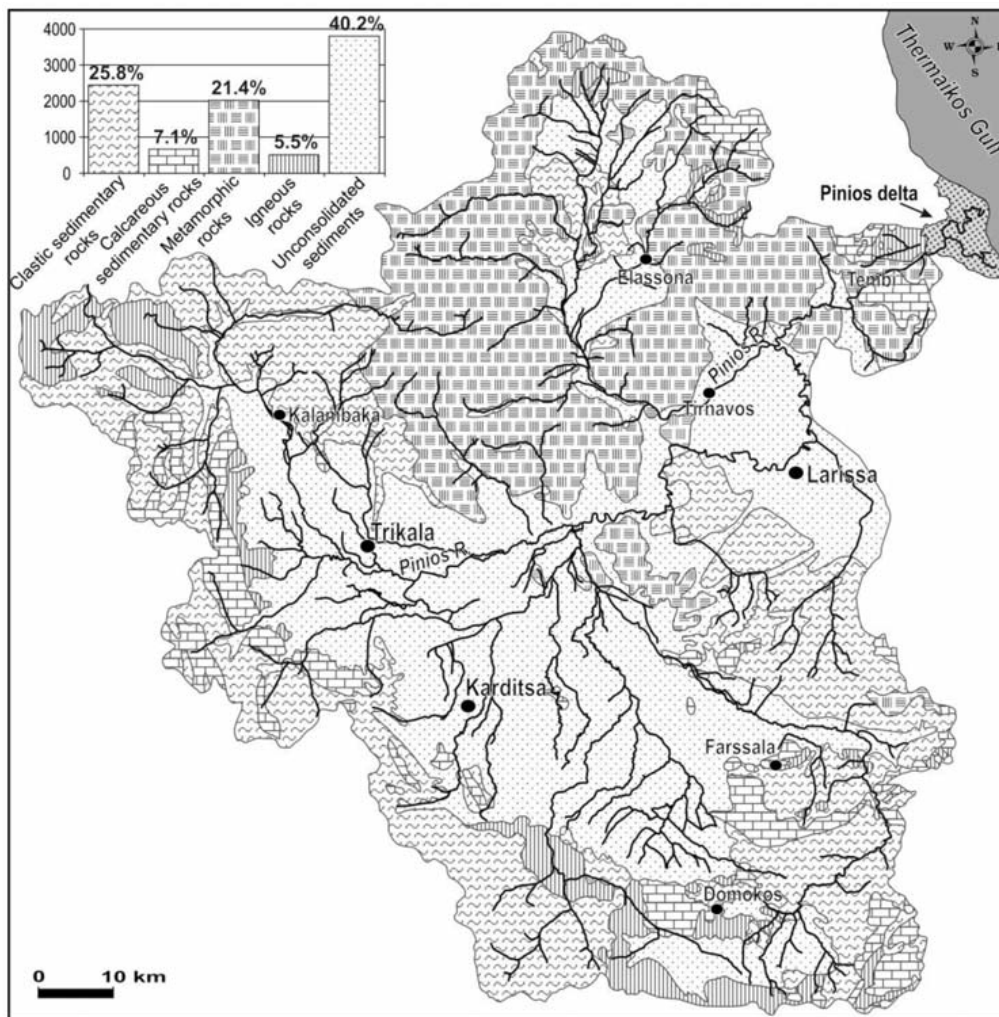 4000
3000
2000
1000
0
25.8%
7.1%
21.4%
5.5%
40.2%
Clastic sedimentary
rocks
Calcareous
sedimentary rocks
Metamorphic
rocks
Igneous
rocks
Unconsolidated
sediments
N
W
S
Thermaikos Gulf
Pinios delta
Tembi
Elassona
Pinios
Tirnavos
Kalambaka
Larissa
Trikala
Pinios R.
Karditsa
Farssala
Domokos
0 10 km